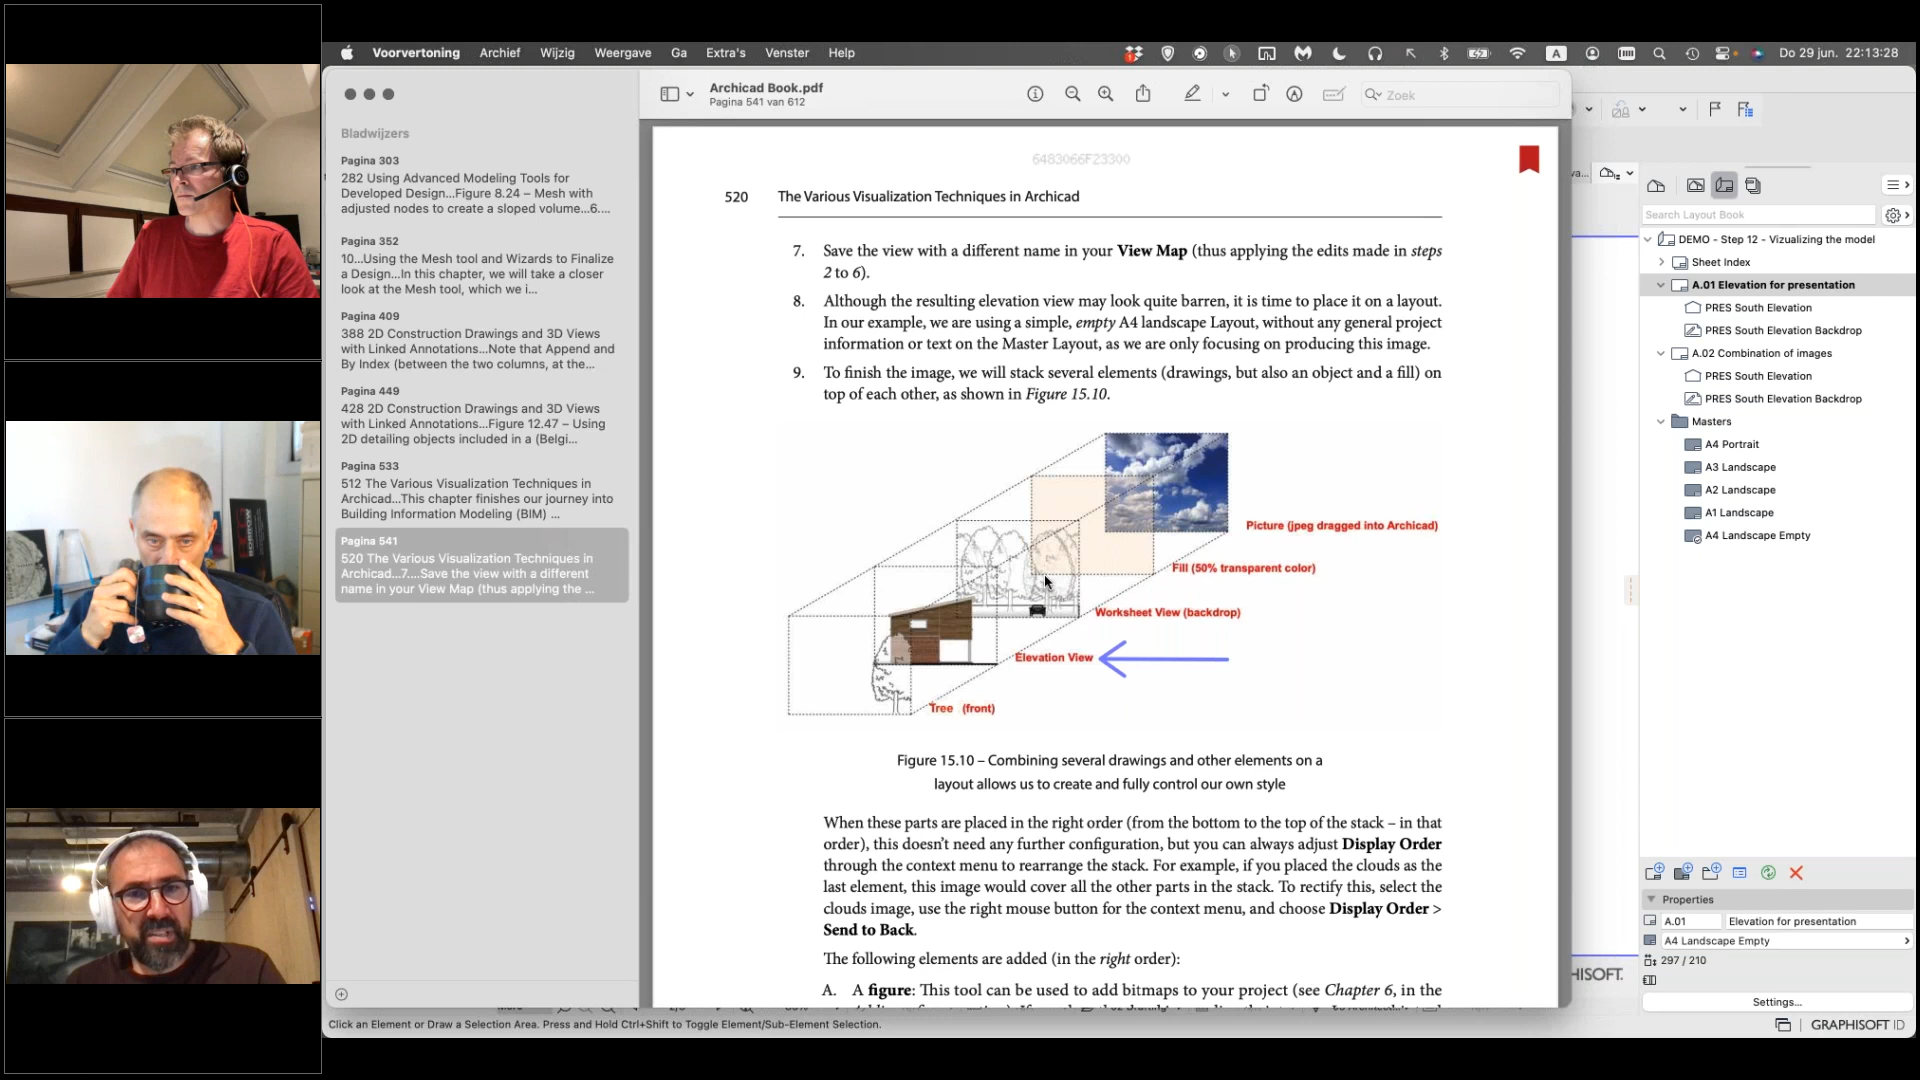 Voorvertoning Archief Wijzig Weergave Ga Extra's Venster Help
A
Do 29 jun. 22:13:28
Archicad Book.pdf
Pagina 541 van 612
Zoek
Bladwijzers
Pagina 303
282 Using Advanced Modeling Tools for
Developed Design...Figure 8.24 – Mesh with
adjusted nodes to create a sloped volume...6....
Pagina 352
10...Using the Mesh tool and Wizards to Finalize
a Design...In this chapter, we will take a closer
look at the Mesh tool, which we i...
Pagina 409
388 2D Construction Drawings and 3D Views
with Linked Annotations...Note that Append and
By Index (between the two columns, at the...
Pagina 449
428 2D Construction Drawings and 3D Views
with Linked Annotations...Figure 12.47 – Using
2D detailing objects included in a (Belgi...
Pagina 533
512 The Various Visualization Techniques in
Archicad...This chapter finishes our journey into
Building Information Modeling (BIM) ...
Pagina 541
520 The Various Visualization Techniques in
Archicad...7....Save the view with a different
name in your View Map (thus applying the ...
6483066F23300
520 The Various Visualization Techniques in Archicad
7. Save the view with a different name in your View Map (thus applying the edits made in steps
2 to 6).
8. Although the resulting elevation view may look quite barren, it is time to place it on a layout.
In our example, we are using a simple, empty A4 landscape Layout, without any general project
information or text on the Master Layout, as we are only focusing on producing this image.
9. To finish the image, we will stack several elements (drawings, but also an object and a fill) on
top of each other, as shown in Figure 15.10.
Picture (jpeg dragged into Archicad)
Fill (50% transparent color)
Worksheet View (backdrop)
Elevation View
Tree (front)
Figure 15.10 – Combining several drawings and other elements on a
layout allows us to create and fully control our own style
When these parts are placed in the right order (from the bottom to the top of the stack – in that
order), this doesn't need any further configuration, but you can always adjust Display Order
through the context menu to rearrange the stack. For example, if you placed the clouds as the
last element, this image would cover all the other parts in the stack. To rectify this, select the
clouds image, use the right mouse button for the context menu, and choose Display Order >
Send to Back.
The following elements are added (in the right order):
A. A figure: This tool can be used to add bitmaps to your project (see Chapter 6, in the
Search Layout Book
DEMO - Step 12 - Vizualizing the model
Sheet Index
A.01 Elevation for presentation
PRES South Elevation
PRES South Elevation Backdrop
A.02 Combination of images
PRES South Elevation
PRES South Elevation Backdrop
Masters
A4 Portrait
A3 Landscape
A2 Landscape
A1 Landscape
A4 Landscape Empty
Properties
A.01 Elevation for presentation
A4 Landscape Empty
297 / 210
Settings...
HISOFT.
Click an Element or Draw a Selection Area. Press and Hold Ctrl+Shift to Toggle Element/Sub-Element Selection.
GRAPHISOFT ID